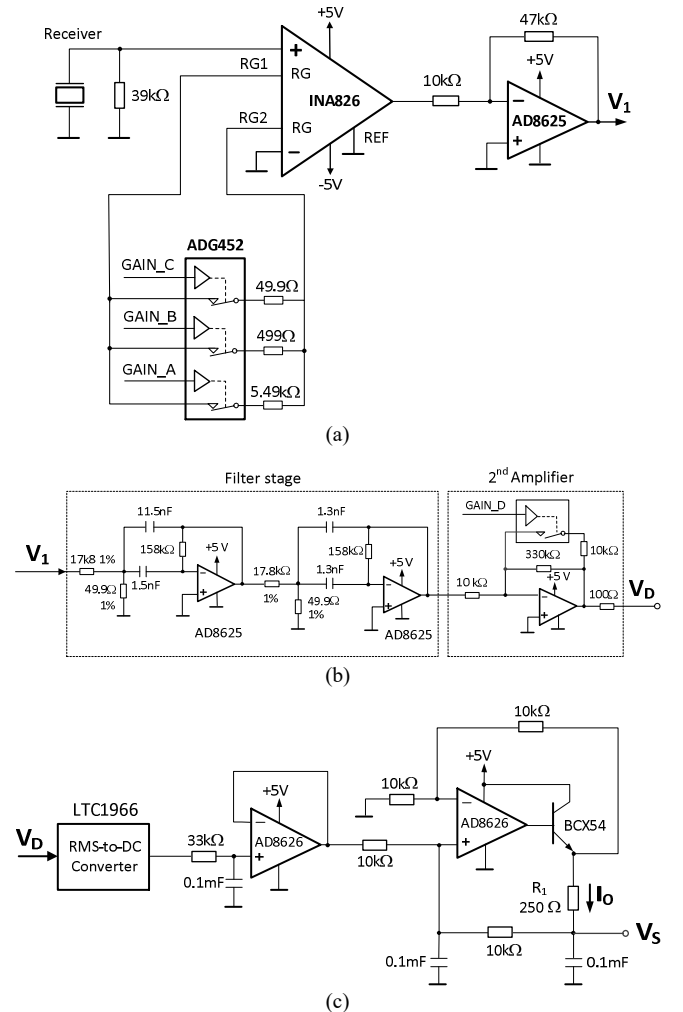 Receiver
39kΩ
RG1
RG2
+
RG
INA826
RG
−
+5V
-5V
REF
10kΩ
47kΩ
+5V
−
AD8625
+
V1
ADG452
GAIN_C
49.9Ω
GAIN_B
499Ω
GAIN_A
5.49kΩ
(a)
Filter stage
2nd Amplifier
V1
17k8 1%
49.9Ω
1%
11.5nF
158kΩ
1.5nF
+5 V
−
+
AD8625
17.8kΩ
1%
49.9Ω
1%
1.3nF
158kΩ
1.3nF
+5V
−
+
AD8625
GAIN_D
10kΩ
330kΩ
10 kΩ
+5 V
−
+
100Ω
VD
(b)
VD
LTC1966
RMS-to-DC
Converter
33kΩ
0.1mF
+5V
−
AD8626
+
10kΩ
10kΩ
10kΩ
+5V
−
AD8626
+
BCX54
R1
250 Ω
IO
VS
10kΩ
0.1mF
0.1mF
(c)